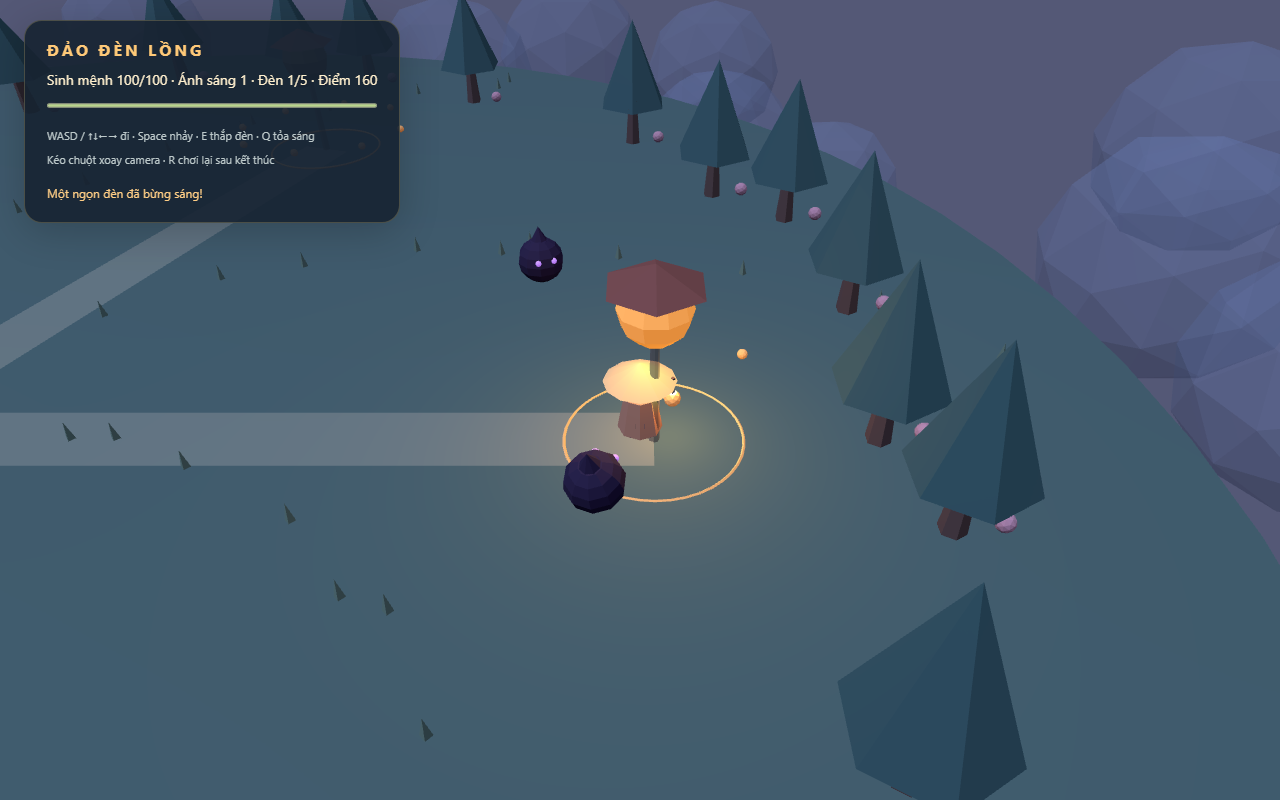 ĐẢO ĐÈN LỒNG
Sinh mệnh 100/100 · Ánh sáng 1 · Đèn 1/5 · Điểm 160
WASD / ↑↓←→ đi · Space nhảy · E thắp đèn · Q tỏa sáng
Kéo chuột xoay camera · R chơi lại sau kết thúc
Một ngọn đèn đã bừng sáng!